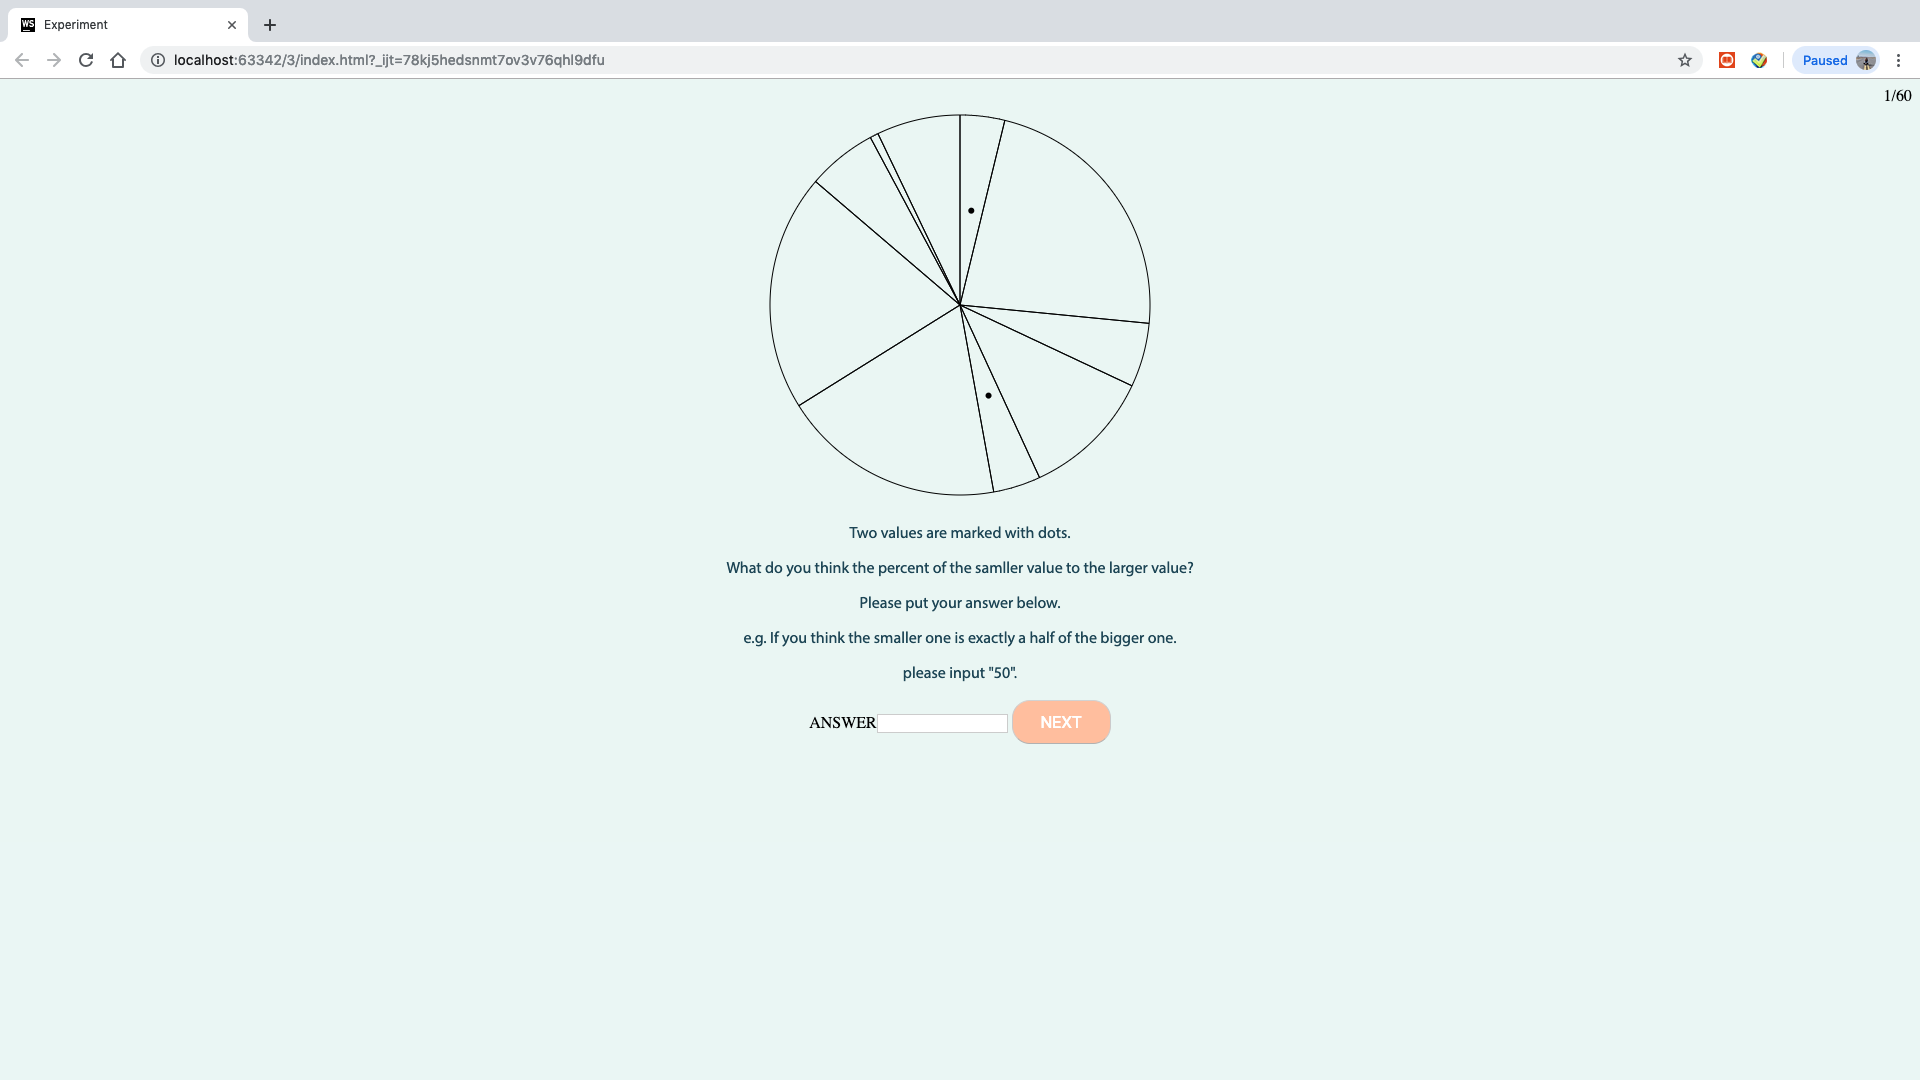 WS Experiment
localhost:63342/3/index.html?_ijt=78kj5hedsnmt7ov3v76qhl9dfu
Paused
1/60
Two values are marked with dots.
What do you think the percent of the samller value to the larger value?
Please put your answer below.
e.g. If you think the smaller one is exactly a half of the bigger one.
please input "50".
ANSWER NEXT